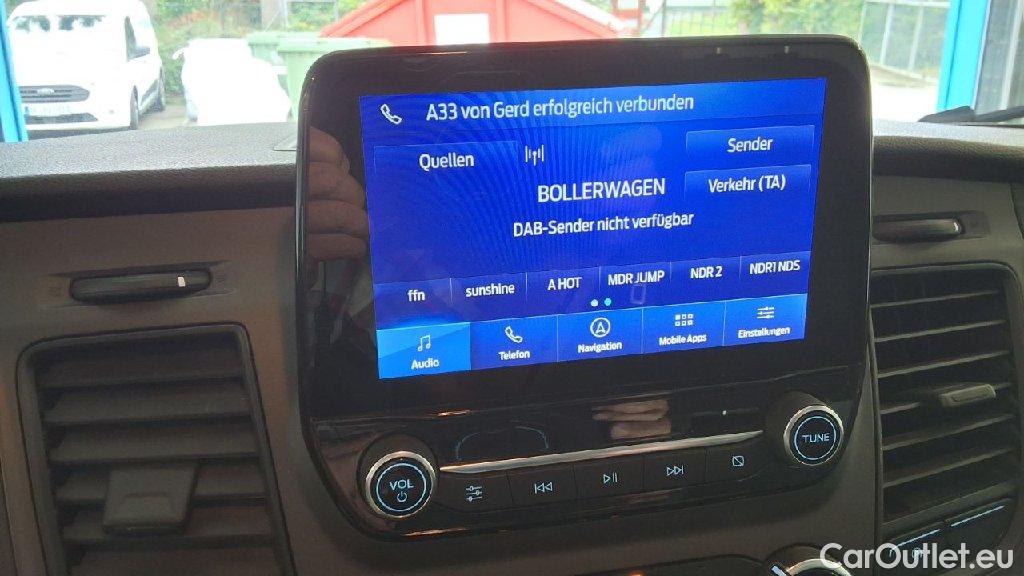 A33 von Gerd erfolgreich verbunden
Quellen
Sender
BOLLERWAGEN
Verkehr (TA)
DAB-Sender nicht verfügbar
ffn
sunshine
A HOT
MDR JUMP
NDR 2
NDR1 NDS
Audio
Telefon
Navigation
Mobile Apps
Einstellungen
VOL
TUNE
CarOutlet.eu